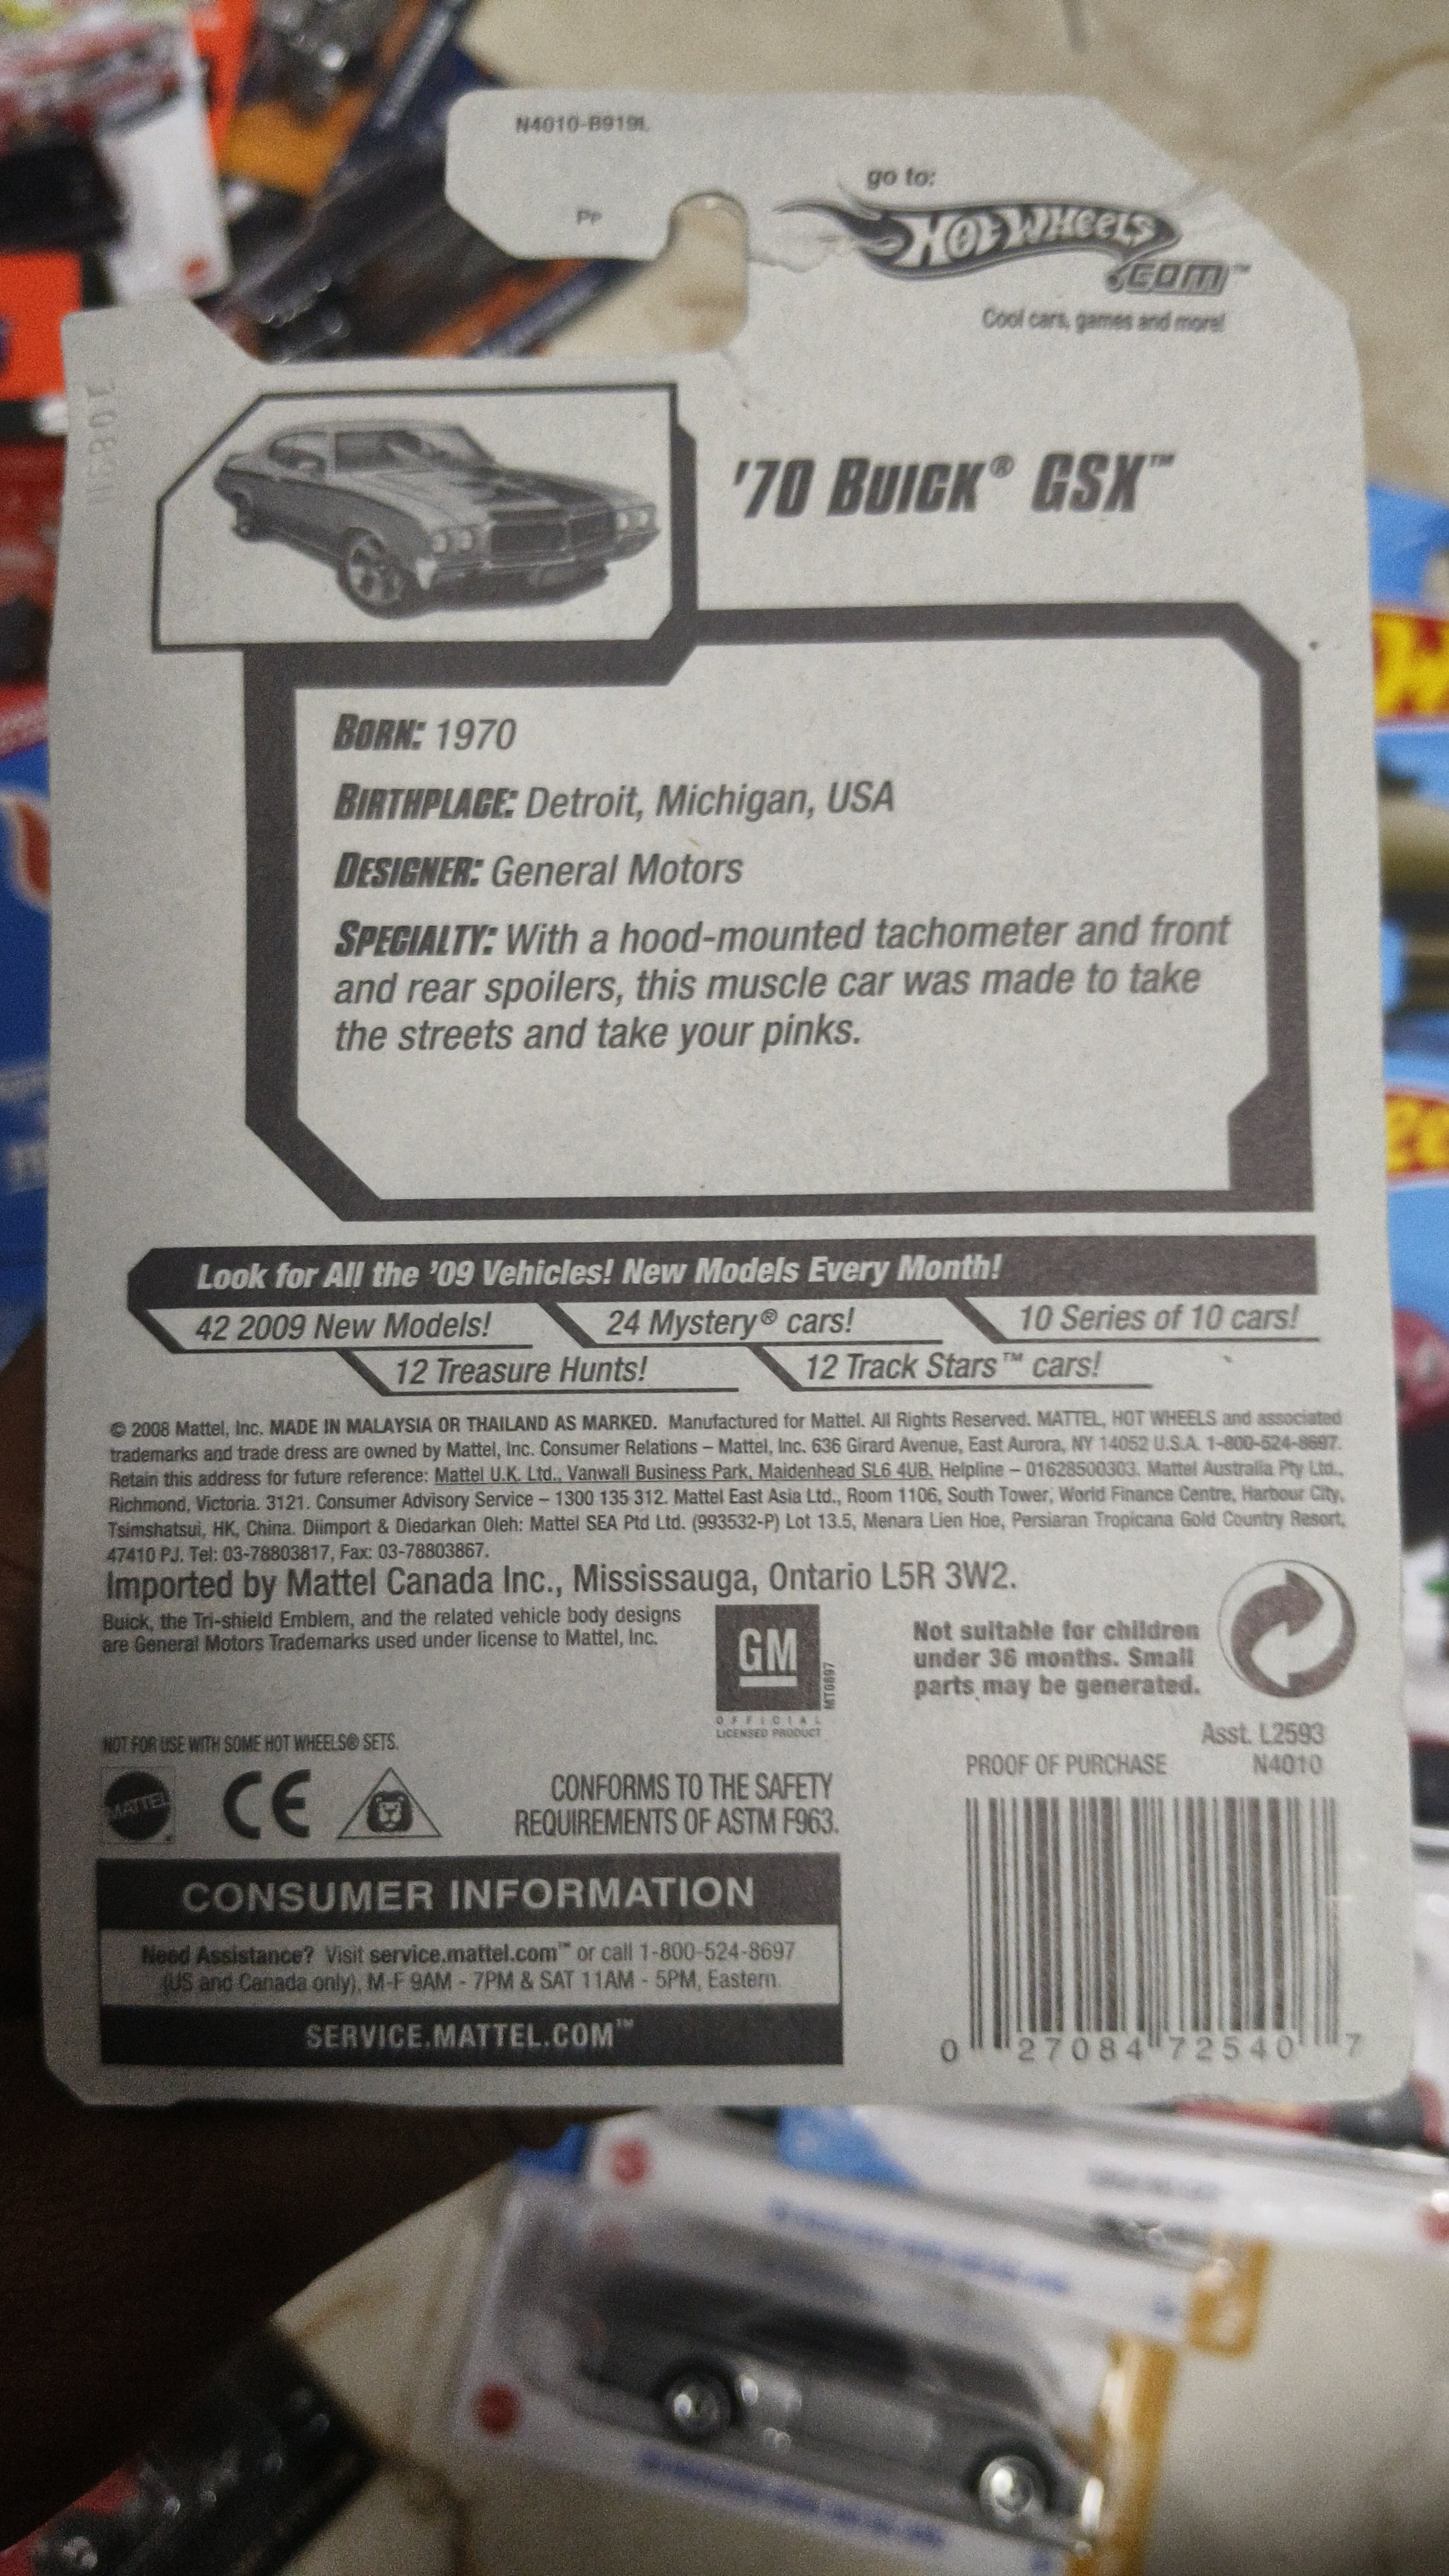 N4010-B919L
Pp
go to:
HOT WHEELS
.COM™
Cool cars, games and more!
'70 BUICK® GSX™
BORN: 1970
BIRTHPLACE: Detroit, Michigan, USA
DESIGNER: General Motors
SPECIALTY: With a hood-mounted tachometer and front
and rear spoilers, this muscle car was made to take
the streets and take your pinks.
Look for All the '09 Vehicles! New Models Every Month!
42 2009 New Models!
24 Mystery® cars!
10 Series of 10 cars!
12 Treasure Hunts!
12 Track Stars™ cars!
© 2008 Mattel, Inc. MADE IN MALAYSIA OR THAILAND AS MARKED. Manufactured for Mattel. All Rights Reserved. MATTEL, HOT WHEELS and associated
trademarks and trade dress are owned by Mattel, Inc. Consumer Relations – Mattel, Inc. 636 Girard Avenue, East Aurora, NY 14052 U.S.A. 1-800-524-8697.
Retain this address for future reference: Mattel U.K. Ltd., Vanwall Business Park, Maidenhead SL6 4UB. Helpline – 01628500303. Mattel Australia Pty Ltd.,
Richmond, Victoria. 3121. Consumer Advisory Service – 1300 135 312. Mattel East Asia Ltd., Room 1106, South Tower, World Finance Centre, Harbour City,
Tsimshatsui, HK, China. Diimport & Diedarkan Oleh: Mattel SEA Ptd Ltd. (993532-P) Lot 13.5, Menara Lien Hoe, Persiaran Tropicana Gold Country Resort,
47410 PJ. Tel: 03-78803817, Fax: 03-78803867.
Imported by Mattel Canada Inc., Mississauga, Ontario L5R 3W2.
Buick, the Tri-shield Emblem, and the related vehicle body designs
are General Motors Trademarks used under license to Mattel, Inc.
GM
MT0897
OFFICIAL
LICENSED PRODUCT
Not suitable for children
under 36 months. Small
parts may be generated.
NOT FOR USE WITH SOME HOT WHEELS® SETS.
Asst. L2593
PROOF OF PURCHASE N4010
MATTEL
CE
CONFORMS TO THE SAFETY
REQUIREMENTS OF ASTM F963.
CONSUMER INFORMATION
Need Assistance? Visit service.mattel.com™ or call 1-800-524-8697
(US and Canada only), M-F 9AM - 7PM & SAT 11AM - 5PM, Eastern.
SERVICE.MATTEL.COM™
0 27084 72540 7